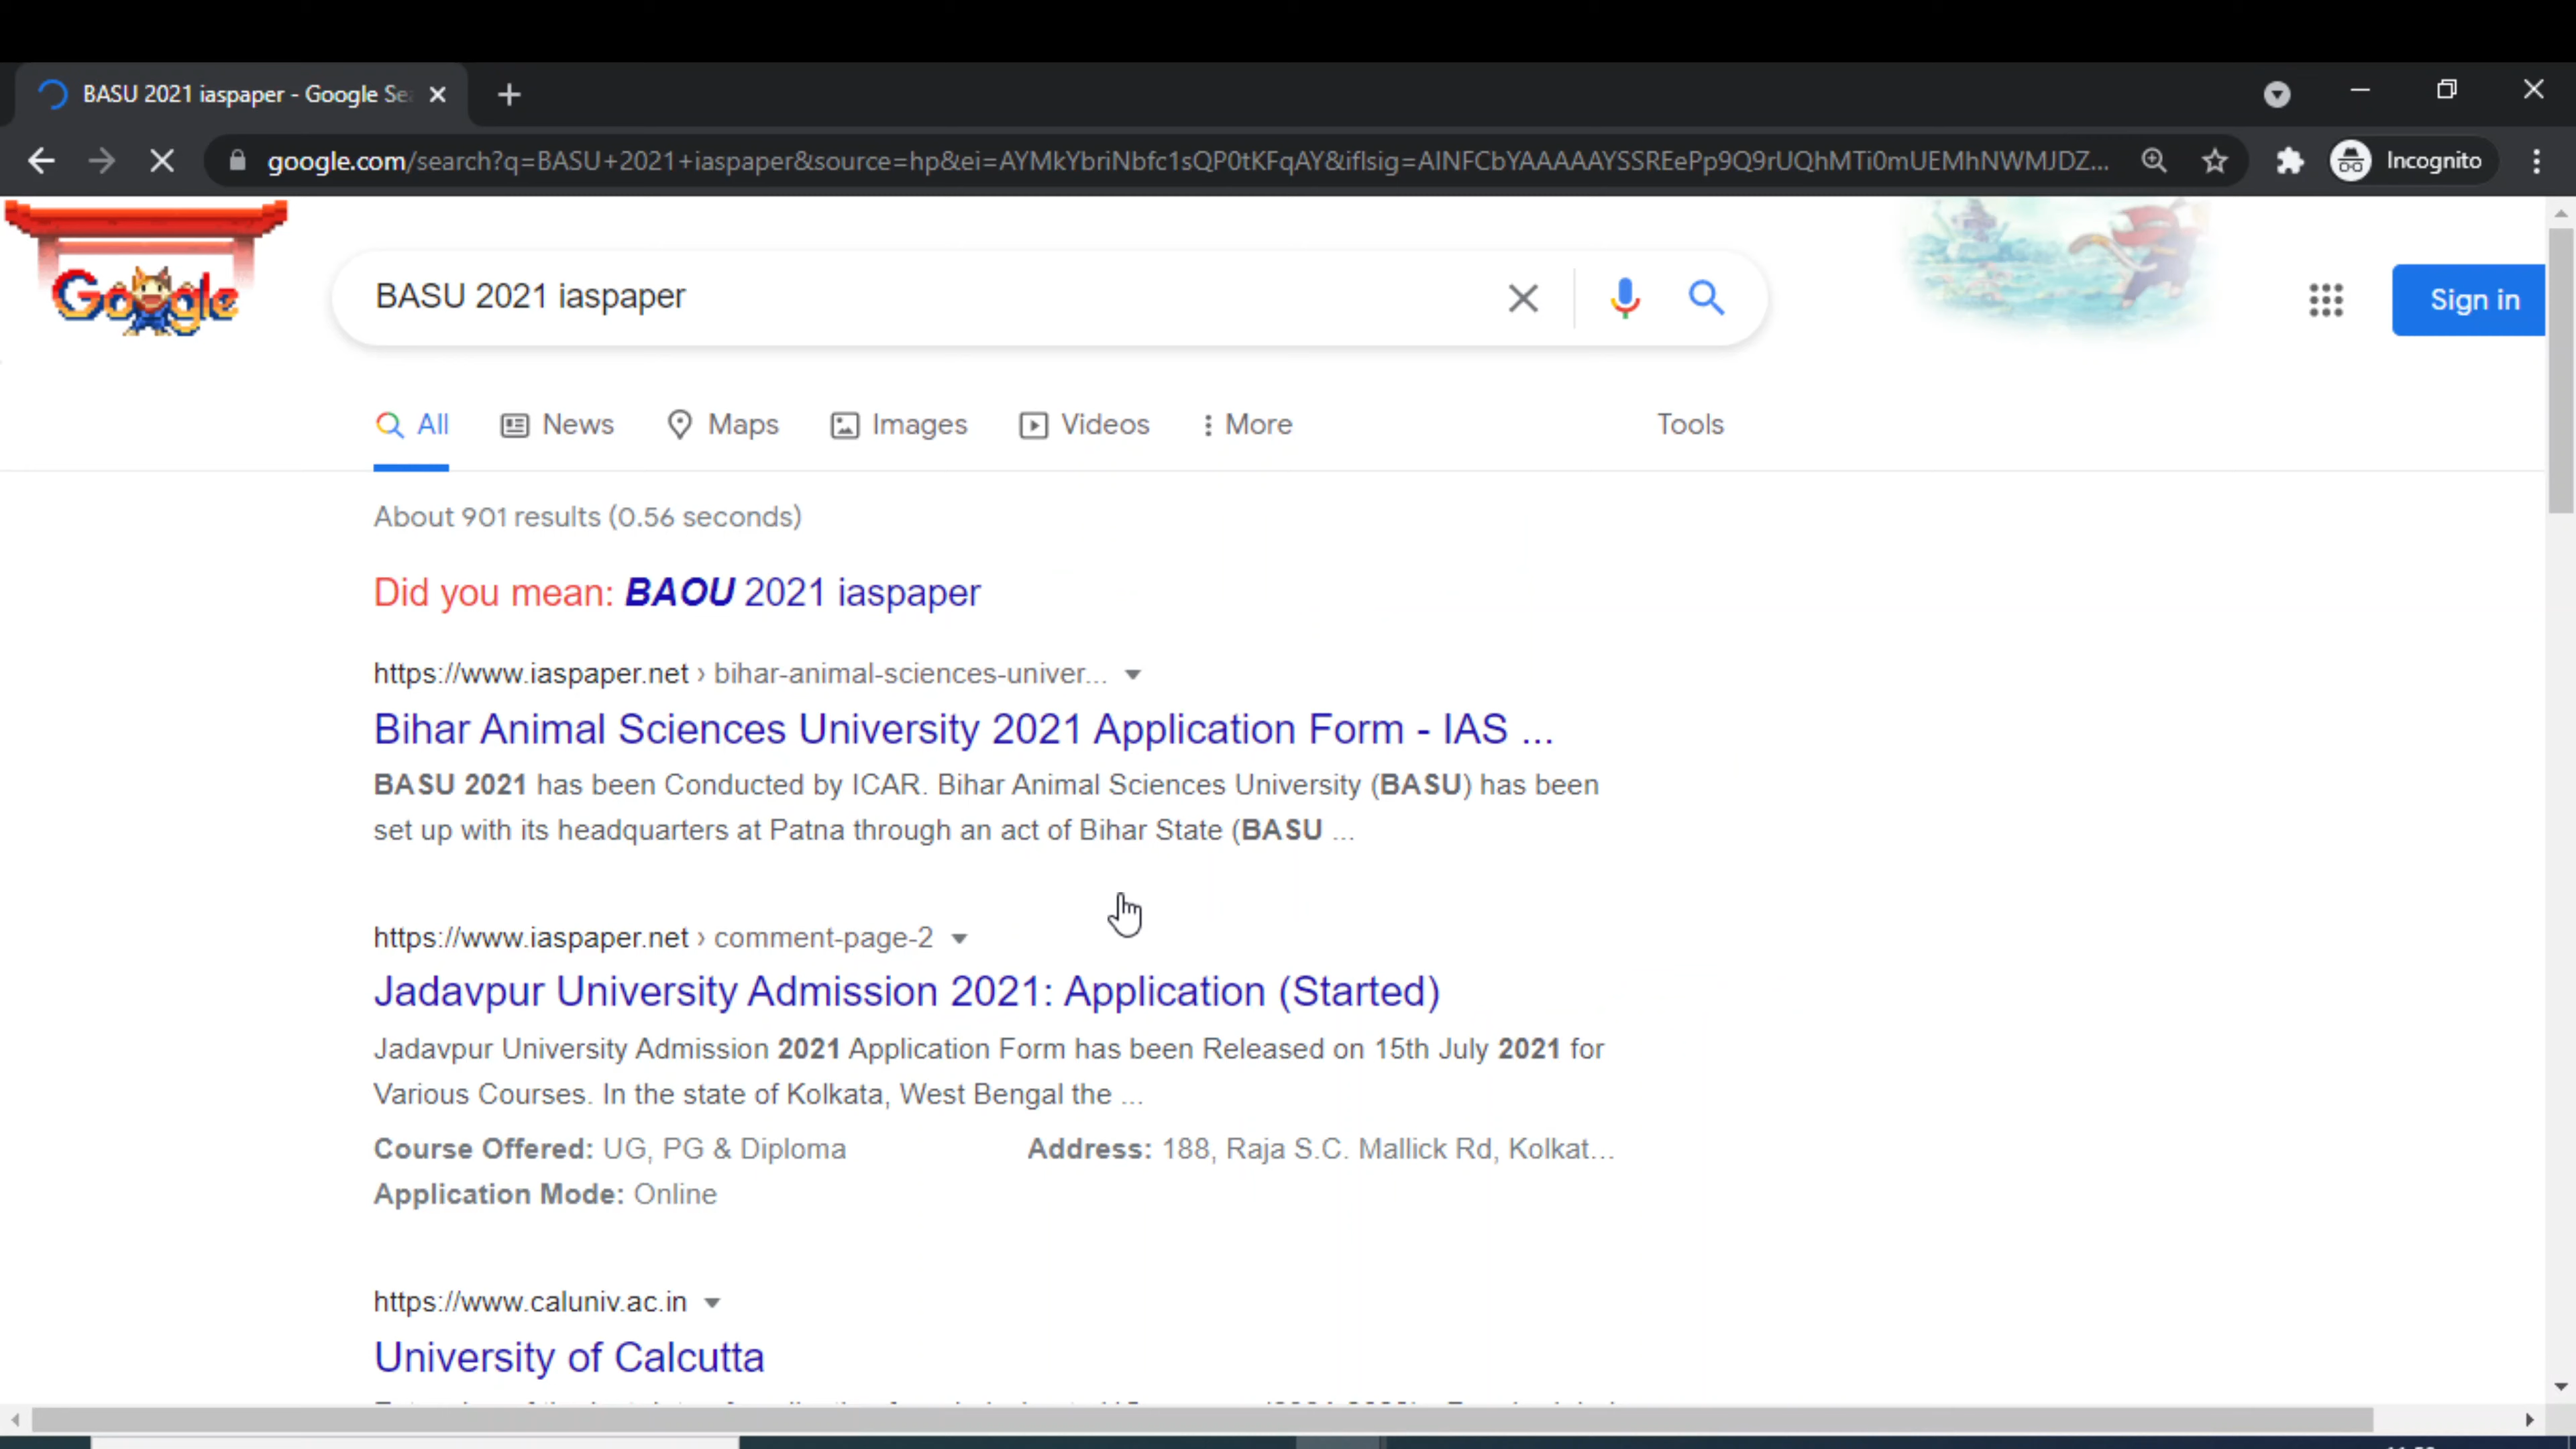 BASU 2021 iaspaper - Google Se
google.com/search?q=BASU+2021+iaspaper&source=hp&ei=AYMkYbriNbfc1sQP0tKFqAY&iflsig=AINFCbYAAAAAYSSREePp9Q9rUQhMTi0mUEMhNWMJDZ...
Incognito
Google
BASU 2021 iaspaper
Sign in
All News Maps Images Videos More Tools
About 901 results (0.56 seconds)
Did you mean: BAOU 2021 iaspaper
https://www.iaspaper.net › bihar-animal-sciences-univer...
Bihar Animal Sciences University 2021 Application Form - IAS ...
BASU 2021 has been Conducted by ICAR. Bihar Animal Sciences University (BASU) has been
set up with its headquarters at Patna through an act of Bihar State (BASU ...
https://www.iaspaper.net › comment-page-2
Jadavpur University Admission 2021: Application (Started)
Jadavpur University Admission 2021 Application Form has been Released on 15th July 2021 for
Various Courses. In the state of Kolkata, West Bengal the ...
Course Offered: UG, PG & Diploma Address: 188, Raja S.C. Mallick Rd, Kolkat...
Application Mode: Online
https://www.caluniv.ac.in
University of Calcutta